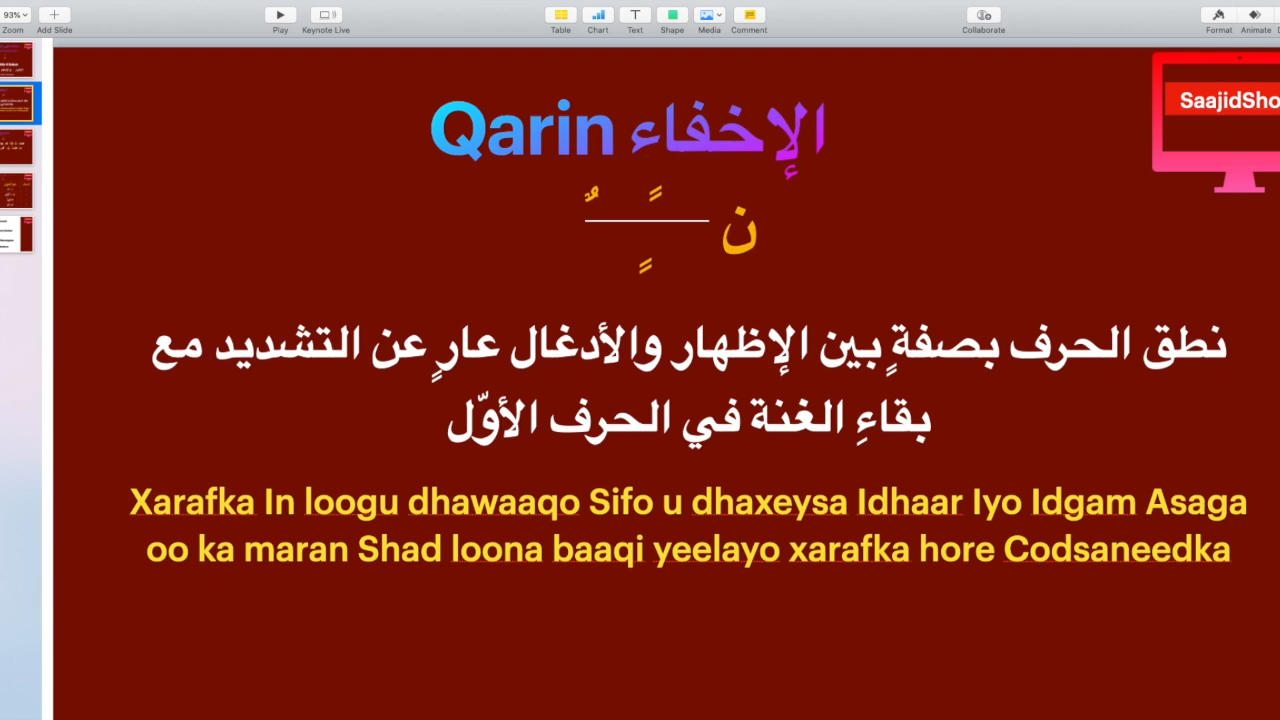 93%
Zoom
Add Slide
Play
Keynote Live
Table
Chart
Text
Shape
Media
Comment
Collaborate
Format
Animate
SaajidSho
Qarin الإخفاء
ن ـًـٍـٌ
نطق الحرف بصفةٍ بين الإظهار والأدغال عارٍ عن التشديد مع
بقاءِ الغنة في الحرف الأوّل
Xarafka In loogu dhawaaqo Sifo u dhaxeysa Idhaar Iyo Idgam Asaga
oo ka maran Shad loona baaqi yeelayo xarafka hore Codsaneedka